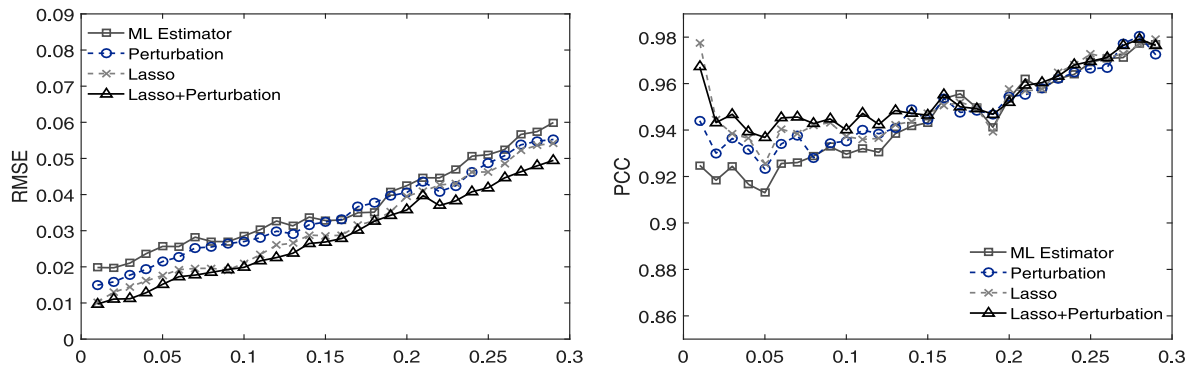 0.09
0.08
0.07
0.06
0.05
0.04
0.03
0.02
0.01
0
RMSE
ML Estimator
Perturbation
Lasso
Lasso+Perturbation
0 0.05 0.1 0.15 0.2 0.25 0.3
0.98
0.96
0.94
0.92
0.9
0.88
0.86
PCC
ML Estimator
Perturbation
Lasso
Lasso+Perturbation
0 0.05 0.1 0.15 0.2 0.25 0.3